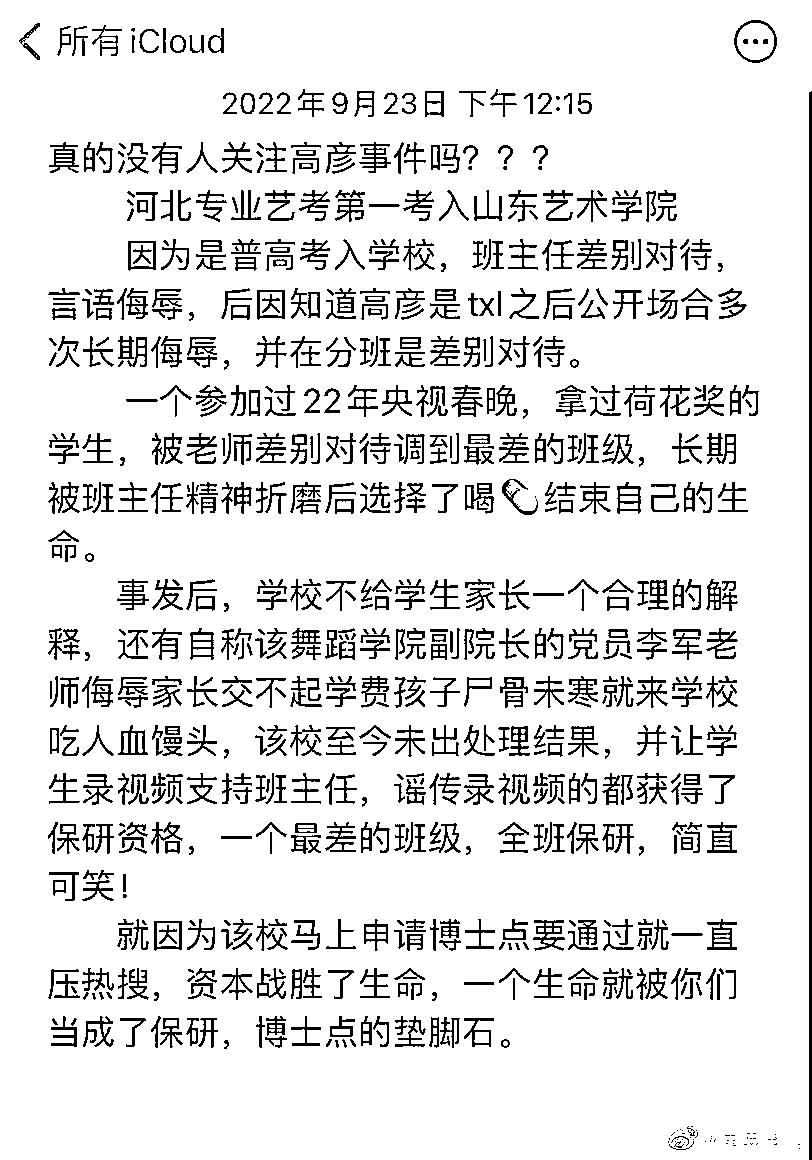 所有iCloud
2022年9月23日 下午12:15
真的没有人关注高彦事件吗？？？
河北专业艺考第一考入山东艺术学院
因为是普高考入学校，班主任差别对待，
言语侮辱，后因知道高彦是txl之后公开场合多
次长期侮辱，并在分班是差别对待。
一个参加过22年央视春晚，拿过荷花奖的
学生，被老师差别对待调到最差的班级，长期
被班主任精神折磨后选择了喝💊结束自己的生
命。
事发后，学校不给学生家长一个合理的解
释，还有自称该舞蹈学院副院长的党员李军老
师侮辱家长交不起学费孩子尸骨未寒就来学校
吃人血馒头，该校至今未出处理结果，并让学
生录视频支持班主任，谣传录视频的都获得了
保研资格，一个最差的班级，全班保研，简直
可笑！
就因为该校马上申请博士点要通过就一直
压热搜，资本战胜了生命，一个生命就被你们
当成了保研，博士点的垫脚石。